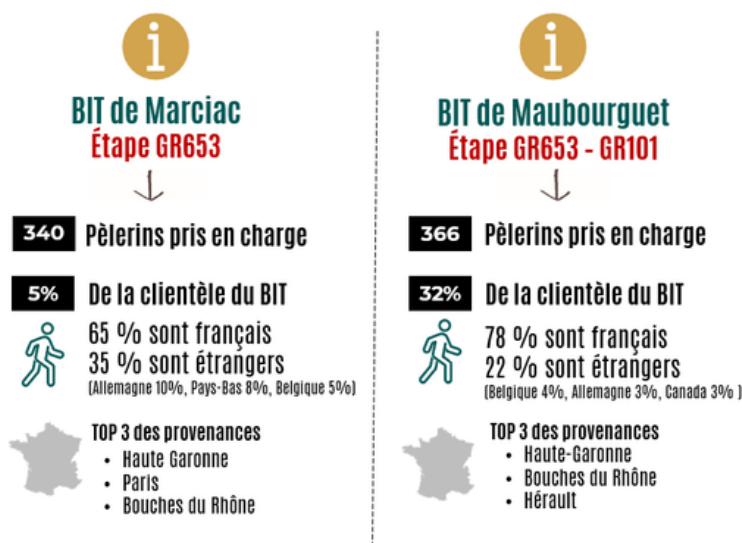 i
BIT de Marciac
Étape GR653
340 Pèlerins pris en charge
5% De la clientèle du BIT
65 % sont français
35 % sont étrangers
(Allemagne 10%, Pays-Bas 8%, Belgique 5%)
TOP 3 des provenances
• Haute Garonne
• Paris
• Bouches du Rhône
i
BIT de Maubourguet
Étape GR653 - GR101
366 Pèlerins pris en charge
32% De la clientèle du BIT
78 % sont français
22 % sont étrangers
(Belgique 4%, Allemagne 3%, Canada 3% )
TOP 3 des provenances
• Haute-Garonne
• Bouches du Rhône
• Hérault